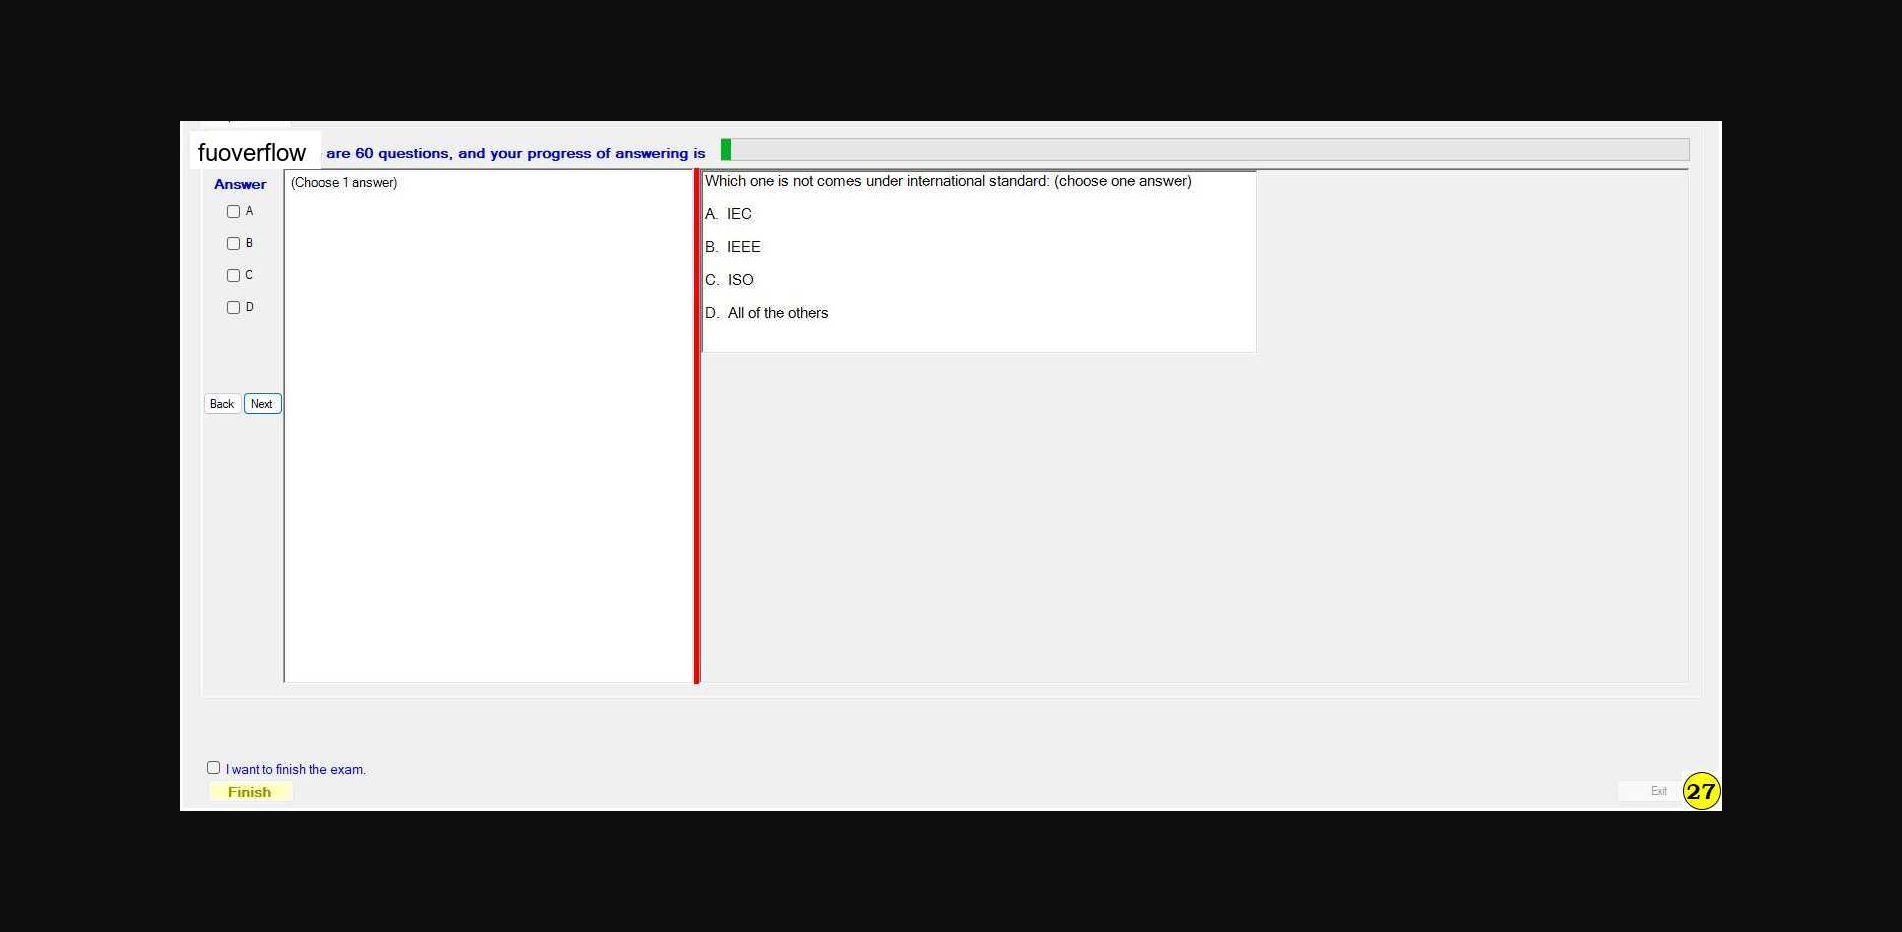 fuoverflow are 60 questions, and your progress of answering is
Answer
A
B
C
D
Back Next
(Choose 1 answer)
Which one is not comes under international standard: (choose one answer)
A. IEC
B. IEEE
C. ISO
D. All of the others
I want to finish the exam.
Finish
Exit
27